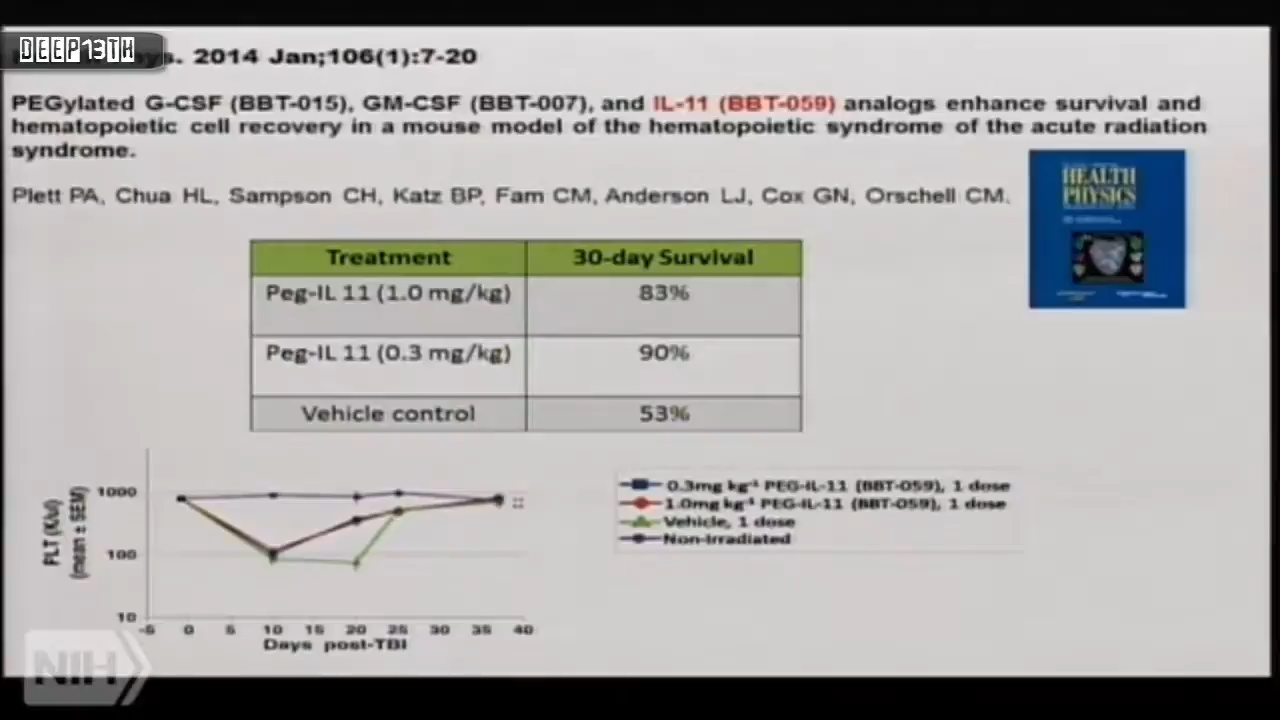 DEEP13TH
ys. 2014 Jan;106(1):7-20
PEGylated G-CSF (BBT-015), GM-CSF (BBT-007), and IL-11 (BBT-059) analogs enhance survival and
hematopoietic cell recovery in a mouse model of the hematopoietic syndrome of the acute radiation
syndrome.
Plett PA, Chua HL, Sampson CH, Katz BP, Fam CM, Anderson LJ, Cox GN, Orschell CM.
HEALTH
PHYSICS
Treatment 30-day Survival
Peg-IL 11 (1.0 mg/kg) 83%
Peg-IL 11 (0.3 mg/kg) 90%
Vehicle control 53%
PLT (K/ul)
(mean ± SEM)
1000
100
10
-5 0 5 10 15 20 25 30 35 40
Days post-TBI
0.3mg kg⁻¹ PEG-IL-11 (BBT-059), 1 dose
1.0mg kg⁻¹ PEG-IL-11 (BBT-059), 1 dose
Vehicle, 1 dose
Non-Irradiated
NIH